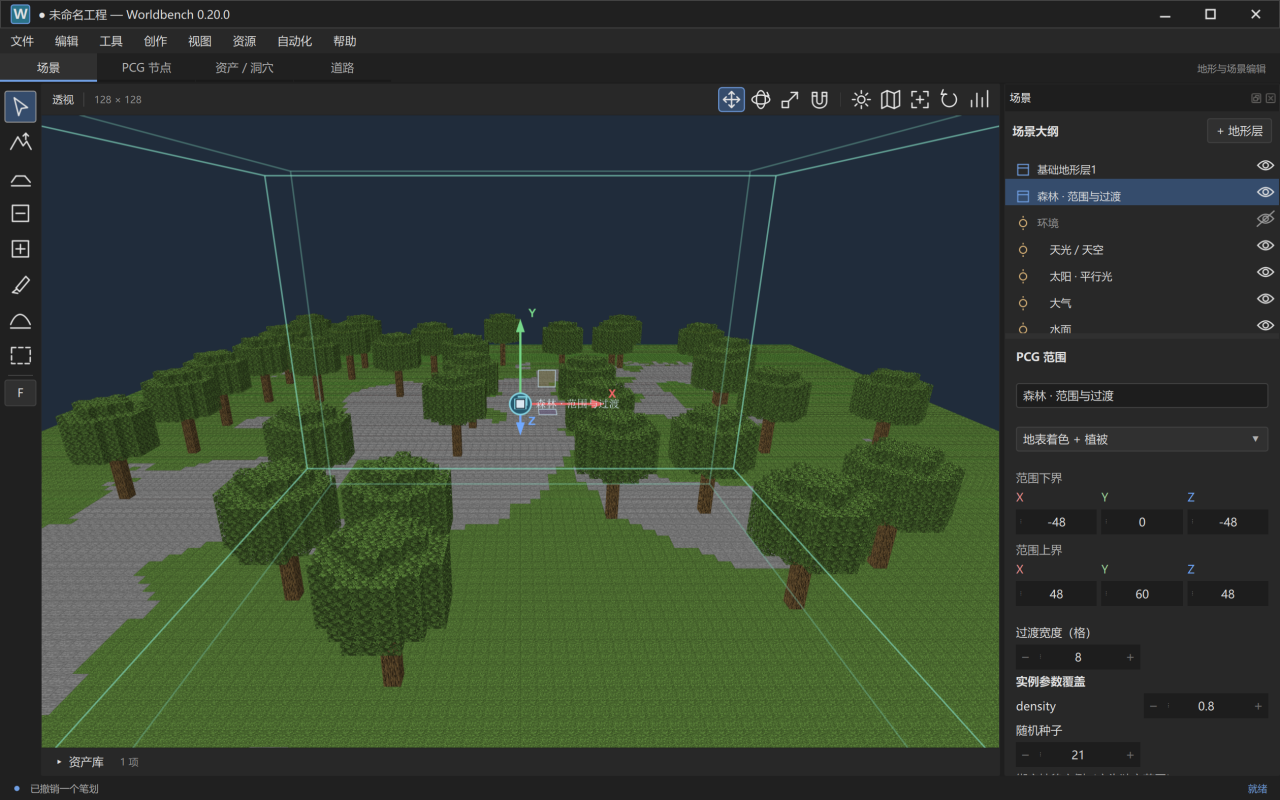 W ● 未命名工程 — Worldbench 0.20.0
文件 编辑 工具 创作 视图 资源 自动化 帮助
场景 PCG 节点 资产 / 洞穴 道路 地形与场景编辑
透视 128 × 128
F
Y
X
Z
森林 · 范围与过渡
▸ 资产库 1 项
● 已撤销一个笔划
就绪
场景
场景大纲 + 地形层
基础地形层1
森林 · 范围与过渡
环境
天光 / 天空
太阳 · 平行光
大气
水面
PCG 范围
森林 · 范围与过渡
地表着色 + 植被 ▼
范围下界
X Y Z
-48 0 -48
范围上界
X Y Z
48 60 48
过渡宽度（格）
− 8 +
实例参数覆盖
density − 0.8 +
随机种子
− 21 +